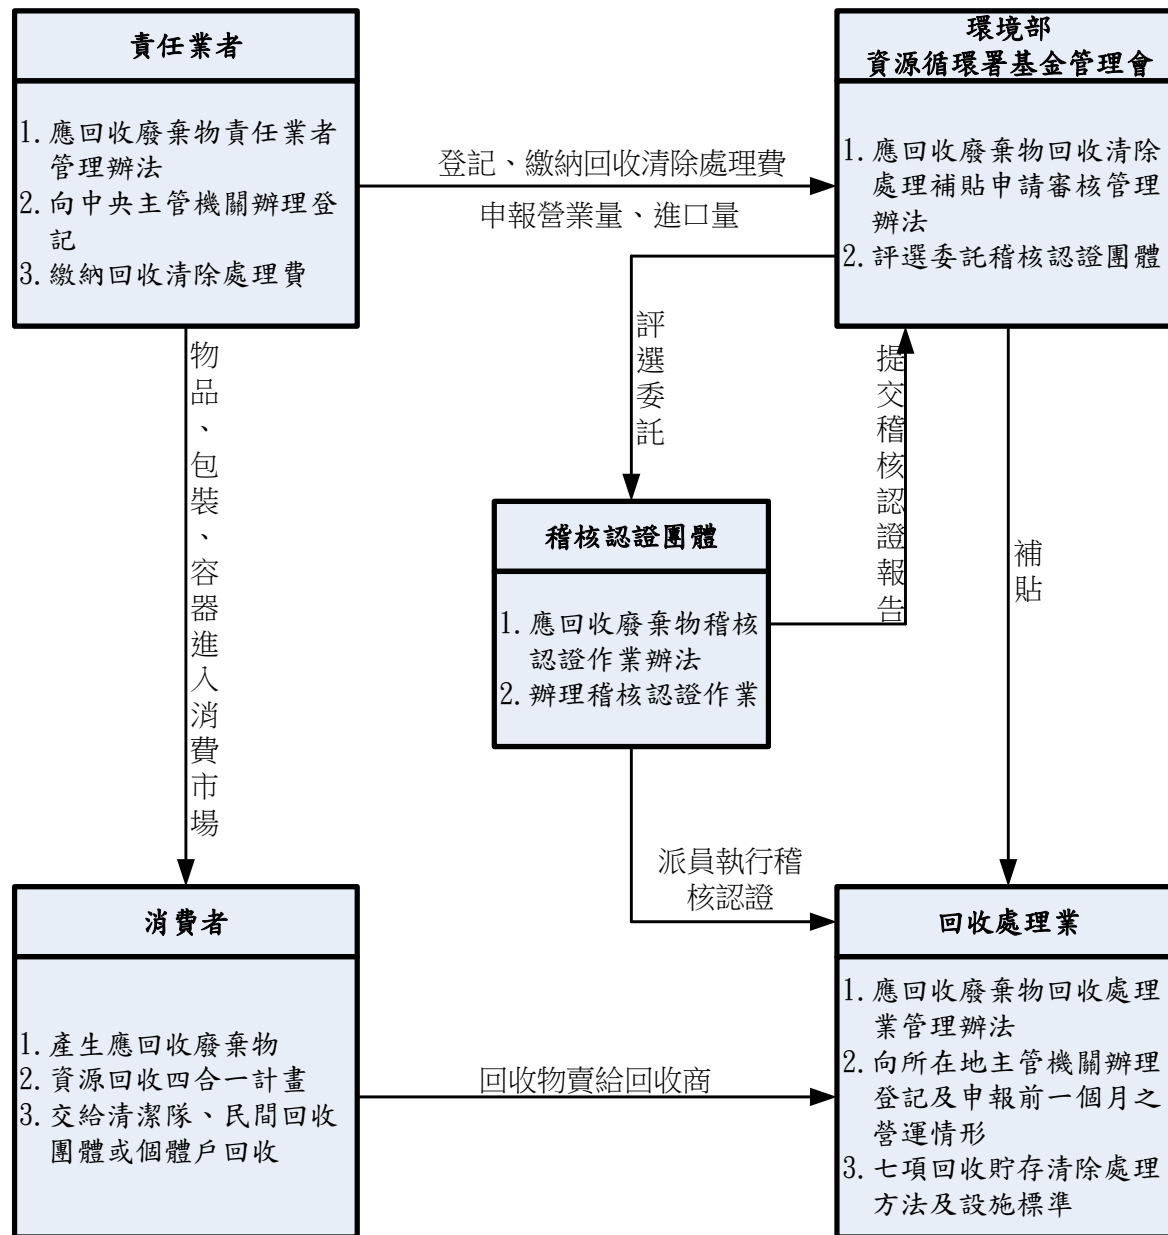 責任業者
1. 應回收廢棄物責任業者
管理辦法
2. 向中央主管機關辦理登
記
3. 繳納回收清除處理費
登記、繳納回收清除處理費
申報營業量、進口量
環境部
資源循環署基金管理會
1. 應回收廢棄物回收清除
處理補貼申請審核管理
辦法
2. 評選委託稽核認證團體
物品、包裝、容器進入消費市場
評選委託
提交稽核認證報告
補貼
稽核認證團體
1. 應回收廢棄物稽核
認證作業辦法
2. 辦理稽核認證作業
派員執行稽
核認證
消費者
1. 產生應回收廢棄物
2. 資源回收四合一計畫
3. 交給清潔隊、民間回收
團體或個體戶回收
回收物賣給回收商
回收處理業
1. 應回收廢棄物回收處理
業管理辦法
2. 向所在地主管機關辦理
登記及申報前一個月之
營運情形
3. 七項回收貯存清除處理
方法及設施標準